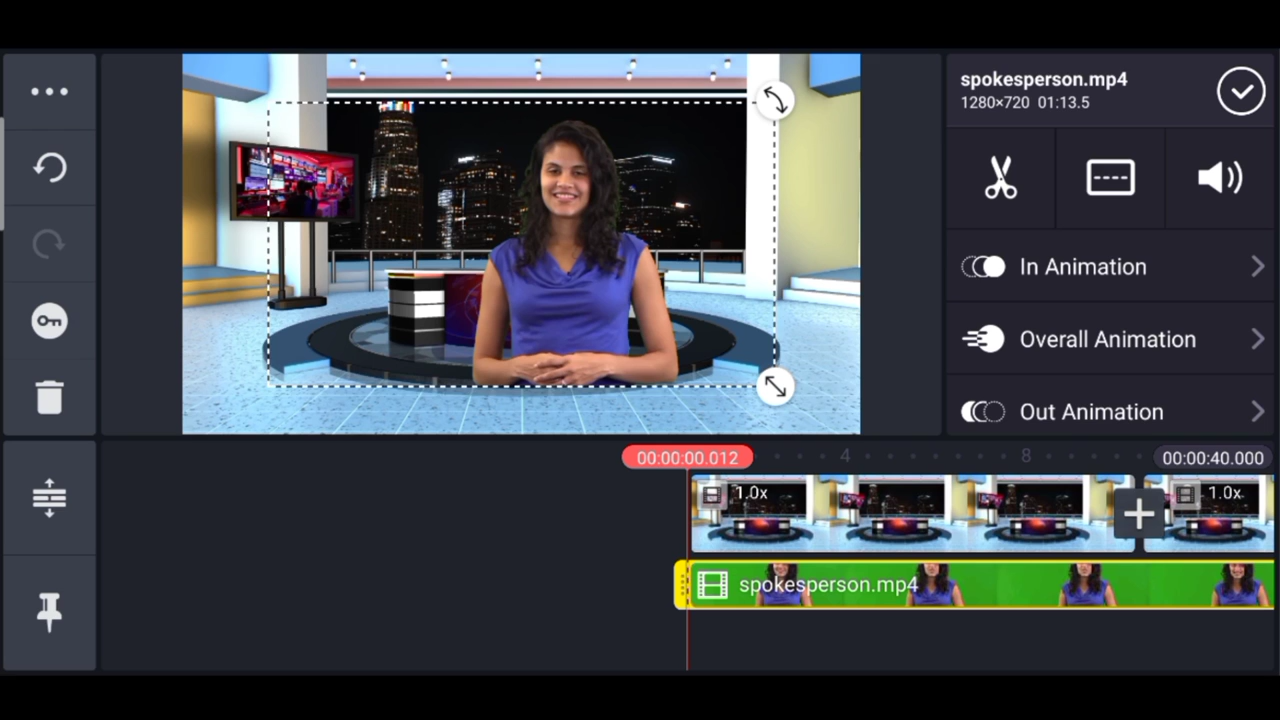 spokesperson.mp4
1280×720 01:13.5
In Animation
Overall Animation
Out Animation
00:00:00.012
4
8
00:00:40.000
1.0x
1.0x
spokesperson.mp4